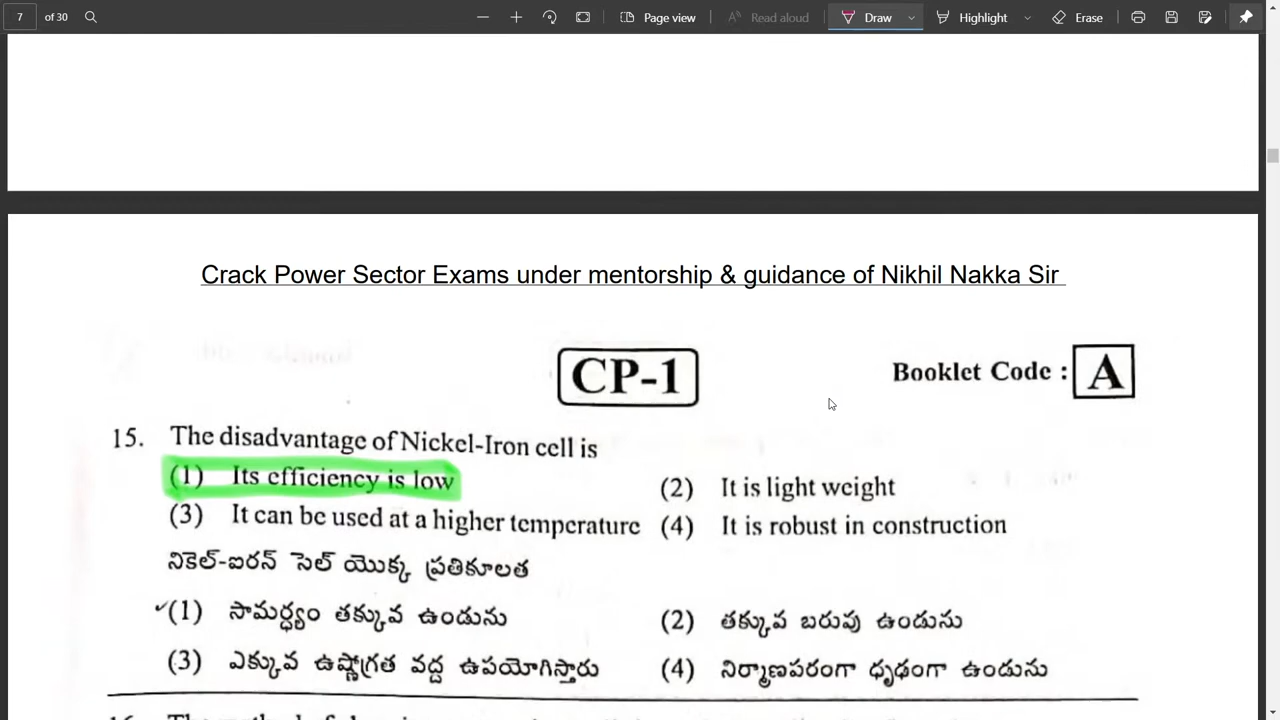 7 of 30 Page view Read aloud Draw Highlight Erase
Crack Power Sector Exams under mentorship & guidance of Nikhil Nakka Sir
CP-1 Booklet Code : A
15. The disadvantage of Nickel-Iron cell is
(1) Its efficiency is low (2) It is light weight
(3) It can be used at a higher temperature (4) It is robust in construction
నికెల్-ఐరన్ సెల్ యొక్క ప్రతికూలత
(1) సామర్థ్యం తక్కువ ఉండును (2) తక్కువ బరువు ఉండును
(3) ఎక్కువ ఉష్ణోగ్రత వద్ద ఉపయోగిస్తారు (4) నిర్మాణపరంగా ధృఢంగా ఉండును